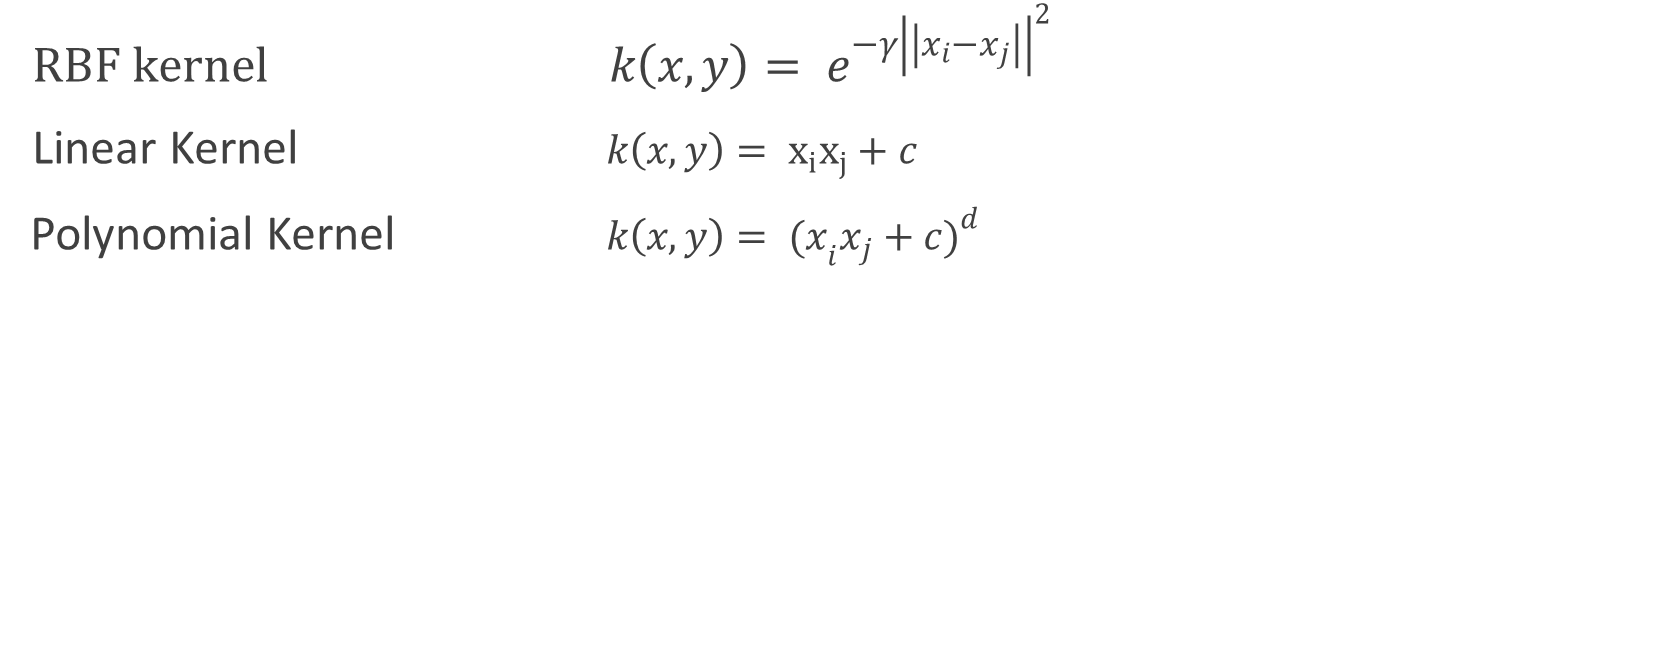 RBF kernel k(x, y) = e^{−γ||x_i−x_j||^2}
Linear Kernel k(x, y) = x_i x_j + c
Polynomial Kernel k(x, y) = (x_i x_j + c)^d